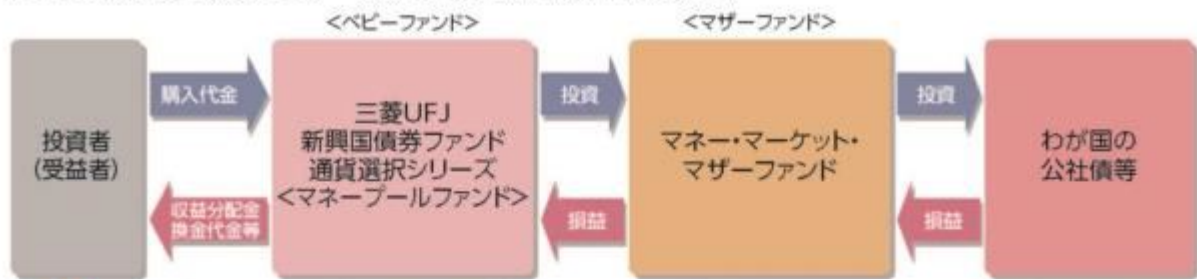 <ベビーファンド>
<マザーファンド>
投資者
(受益者)
購入代金
収益分配金
換金代金等
三菱UFJ
新興国債券ファンド
通貨選択シリーズ
<マネープールファンド>
投資
損益
マネー・マーケット・
マザーファンド
投資
損益
わが国の
公社債等